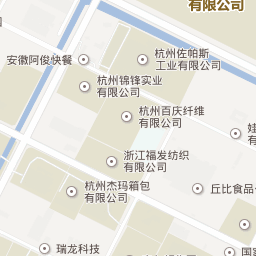 有限公司
安徽阿俊快餐
杭州佐帕斯
工业有限公司
杭州锦锋实业
有限公司
杭州百庆纤维
有限公司
娃
浙江福发纺织
有限公司
杭州杰玛箱包
有限公司
丘比食品
瑞龙科技
国